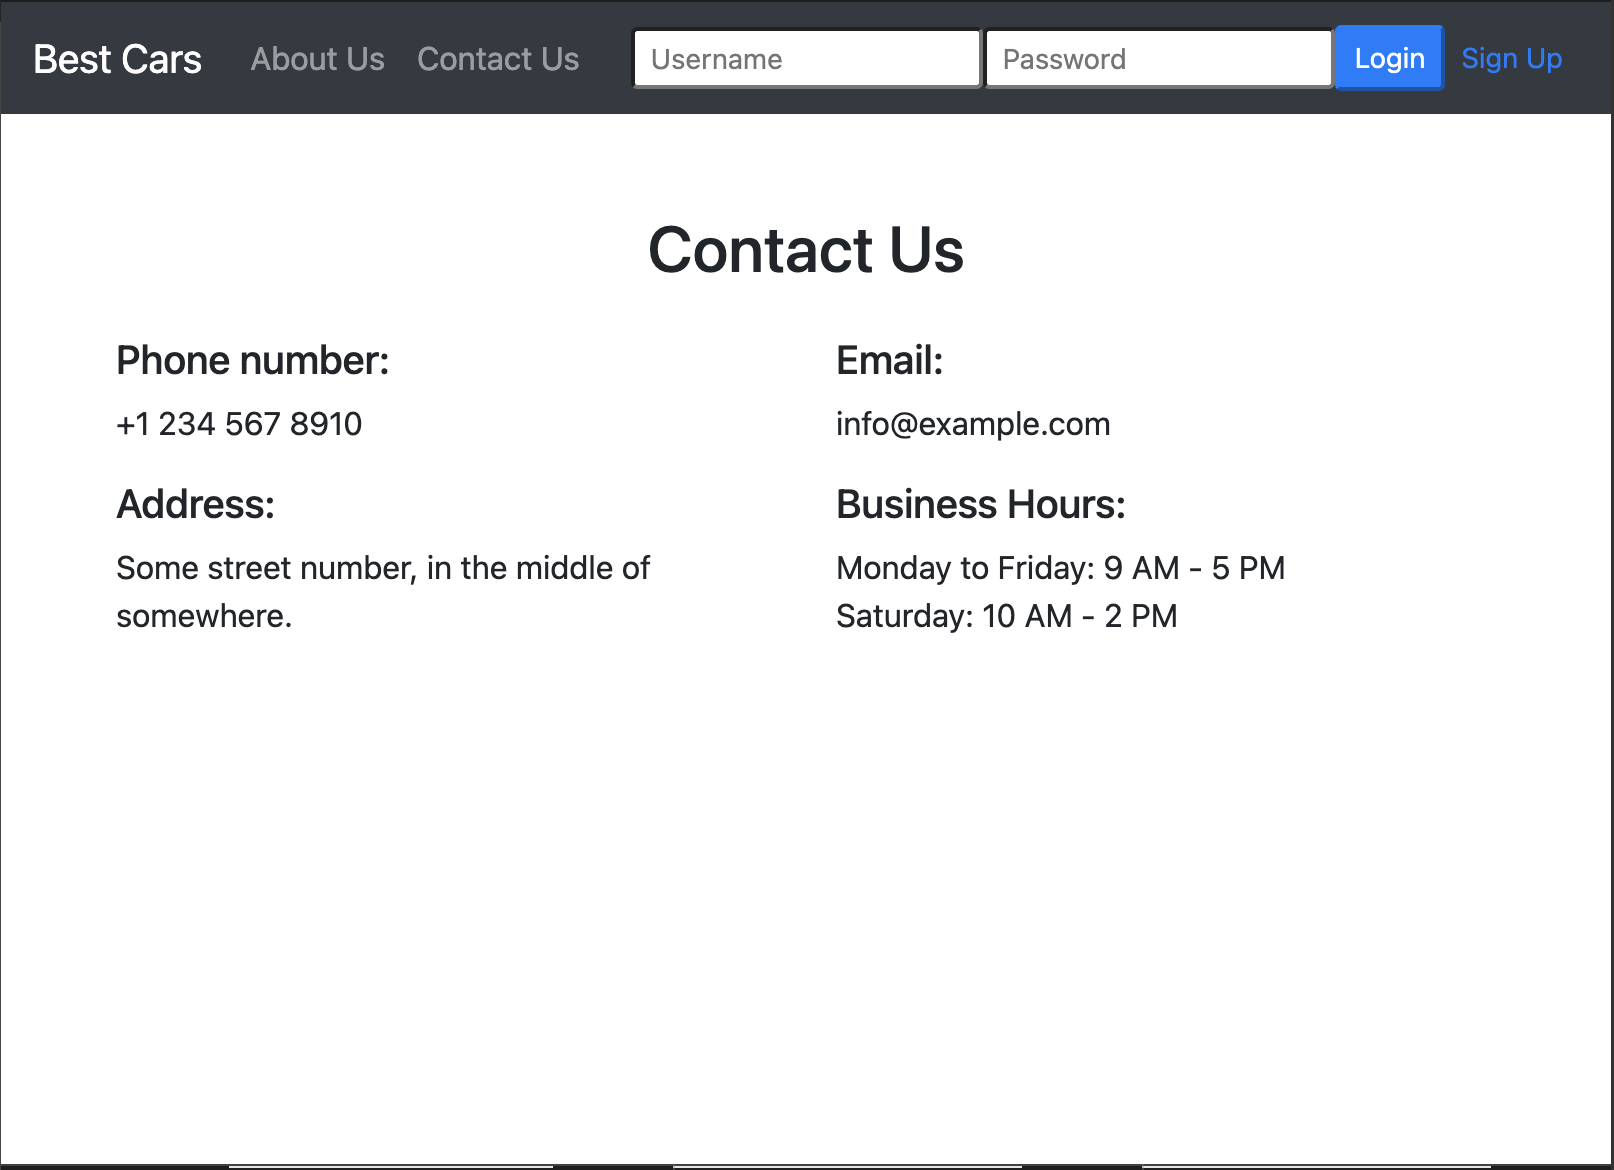 Best Cars About Us Contact Us Username Password Login Sign Up
Contact Us
Phone number:
+1 234 567 8910
Email:
info@example.com
Address:
Some street number, in the middle of
somewhere.
Business Hours:
Monday to Friday: 9 AM - 5 PM
Saturday: 10 AM - 2 PM